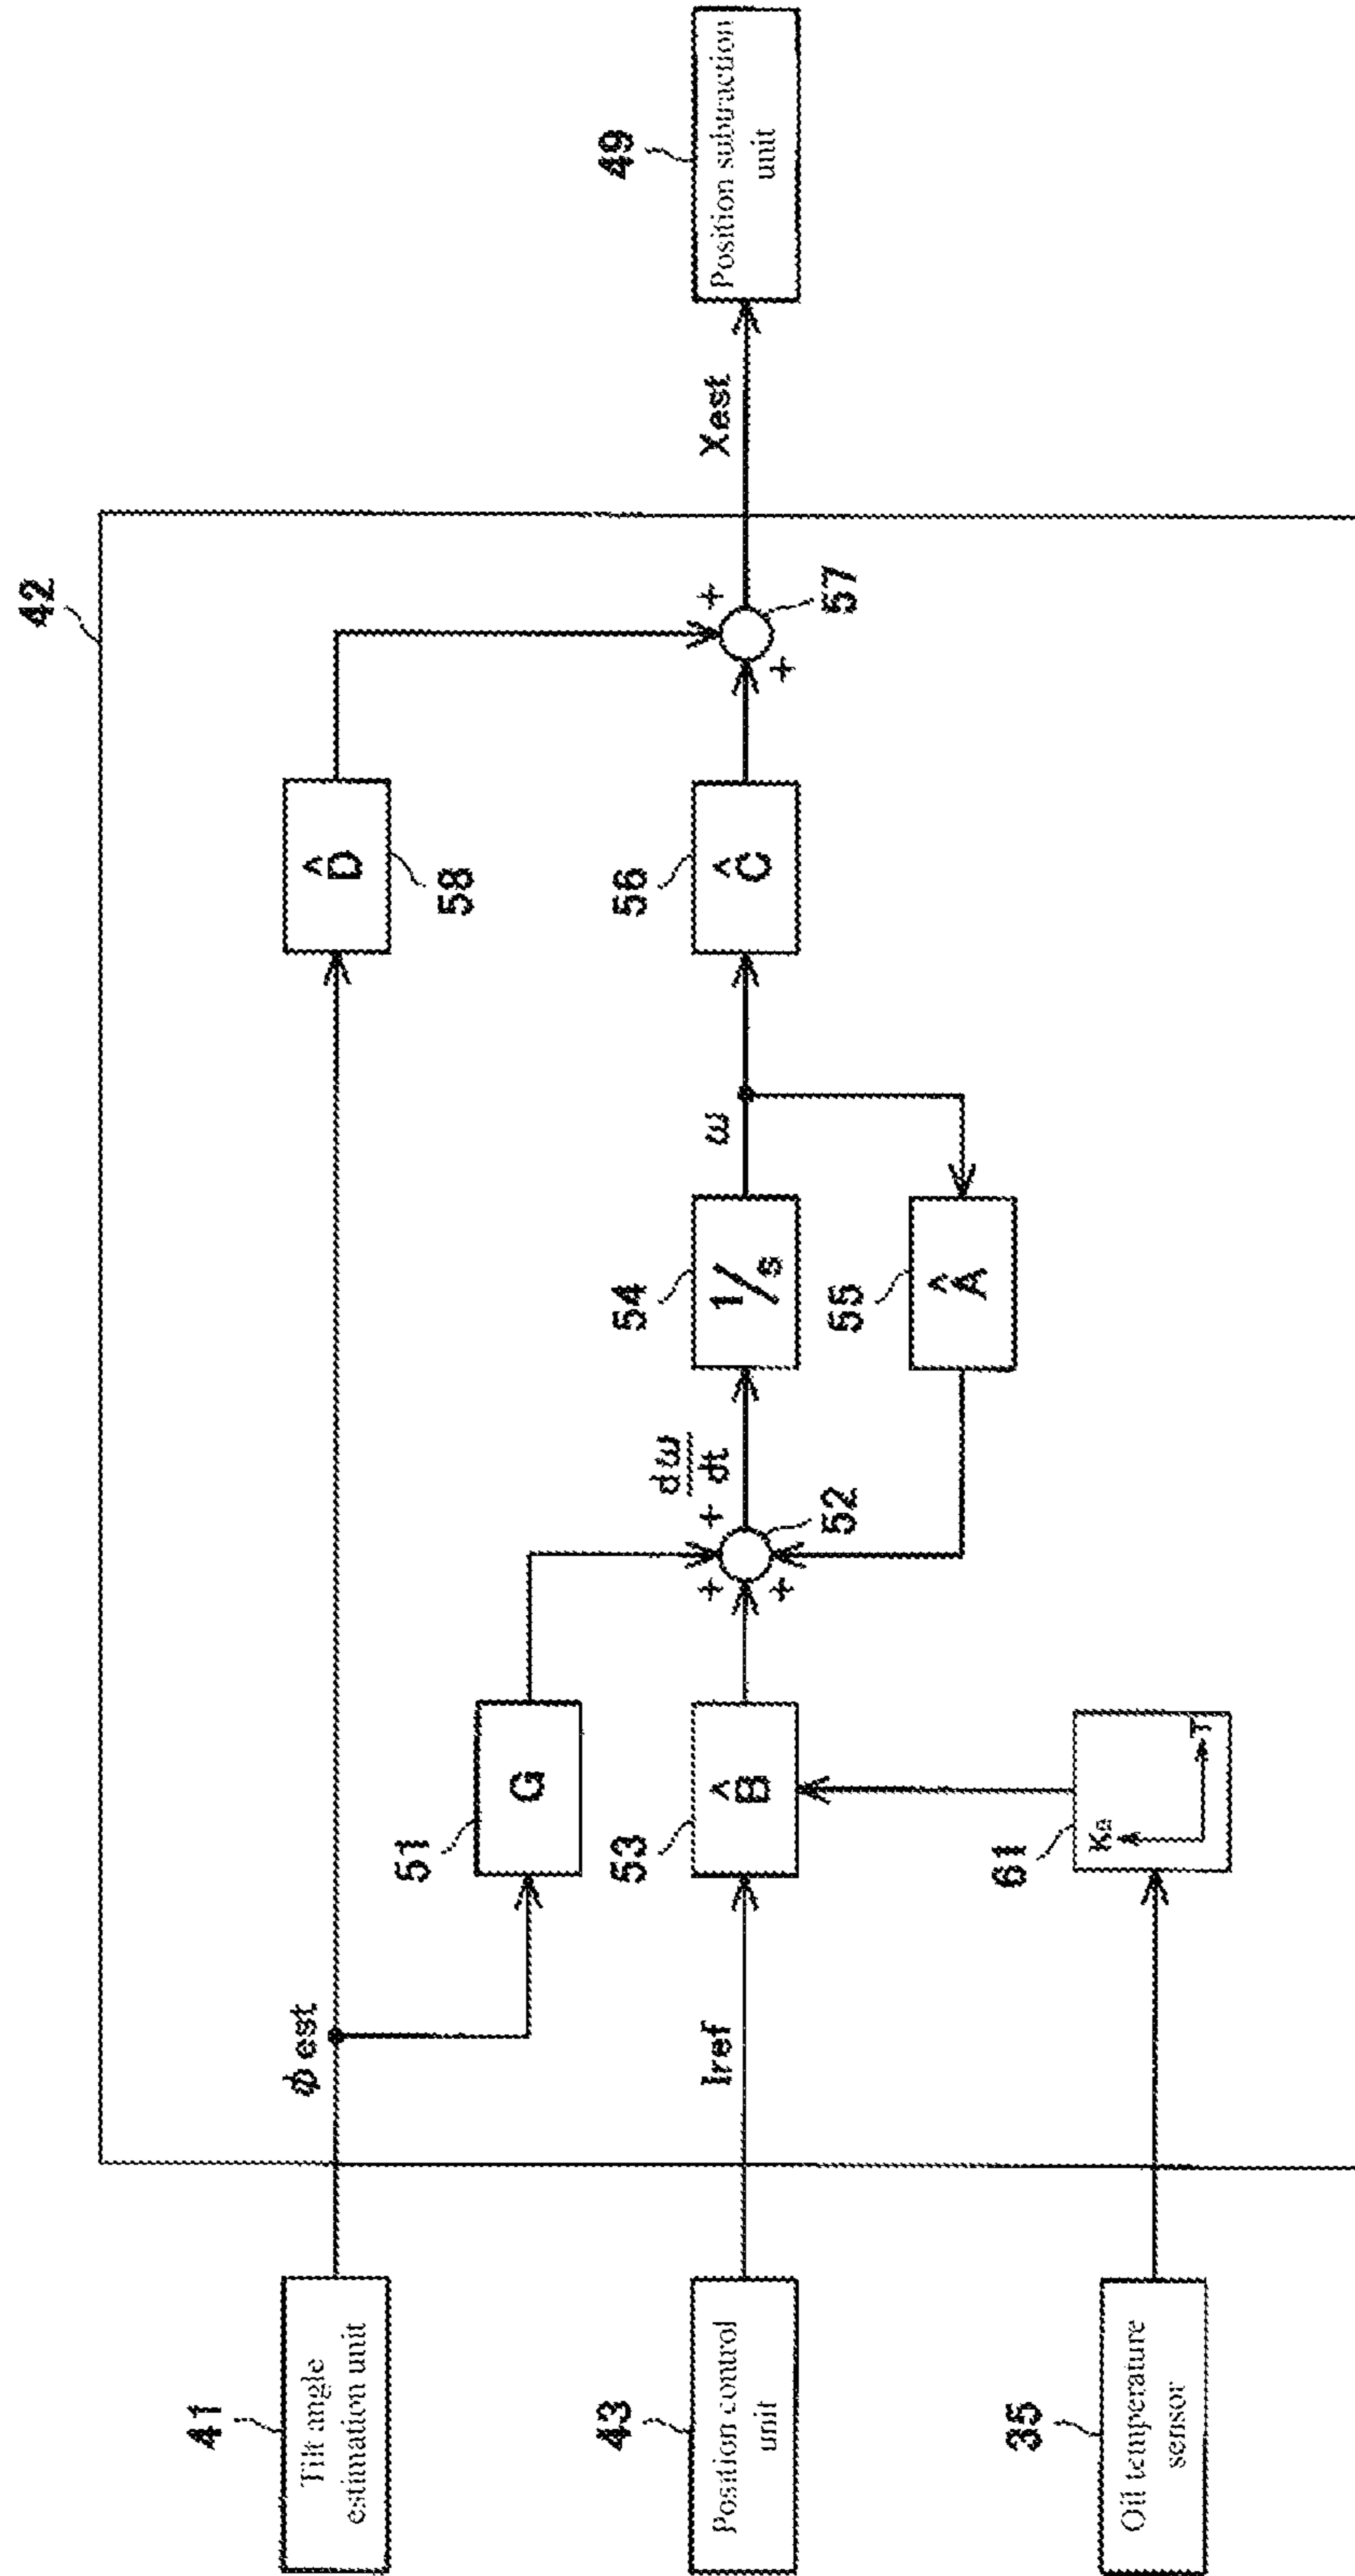 42
41
Tilt angle
estimation unit
ϕest
D̂
58
51
G
49
Position subtraction
unit
43
Position control
unit
Iref
53
B̂
+
+
+
52
dω
dt
54
1/s
ω
56
Ĉ
+
+
57
Xest
55
Â
35
Oil temperature
sensor
61
T